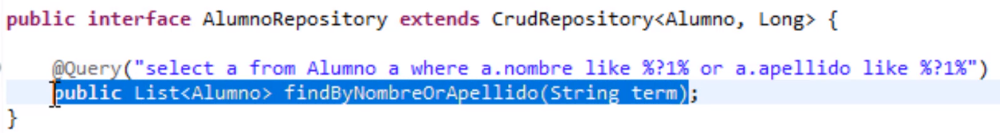 public interface AlumnoRepository extends CrudRepository<Alumno, Long> {
@Query("select a from Alumno a where a.nombre like %?1% or a.apellido like %?1%")
public List<Alumno> findByNombreOrApellido(String term);
}